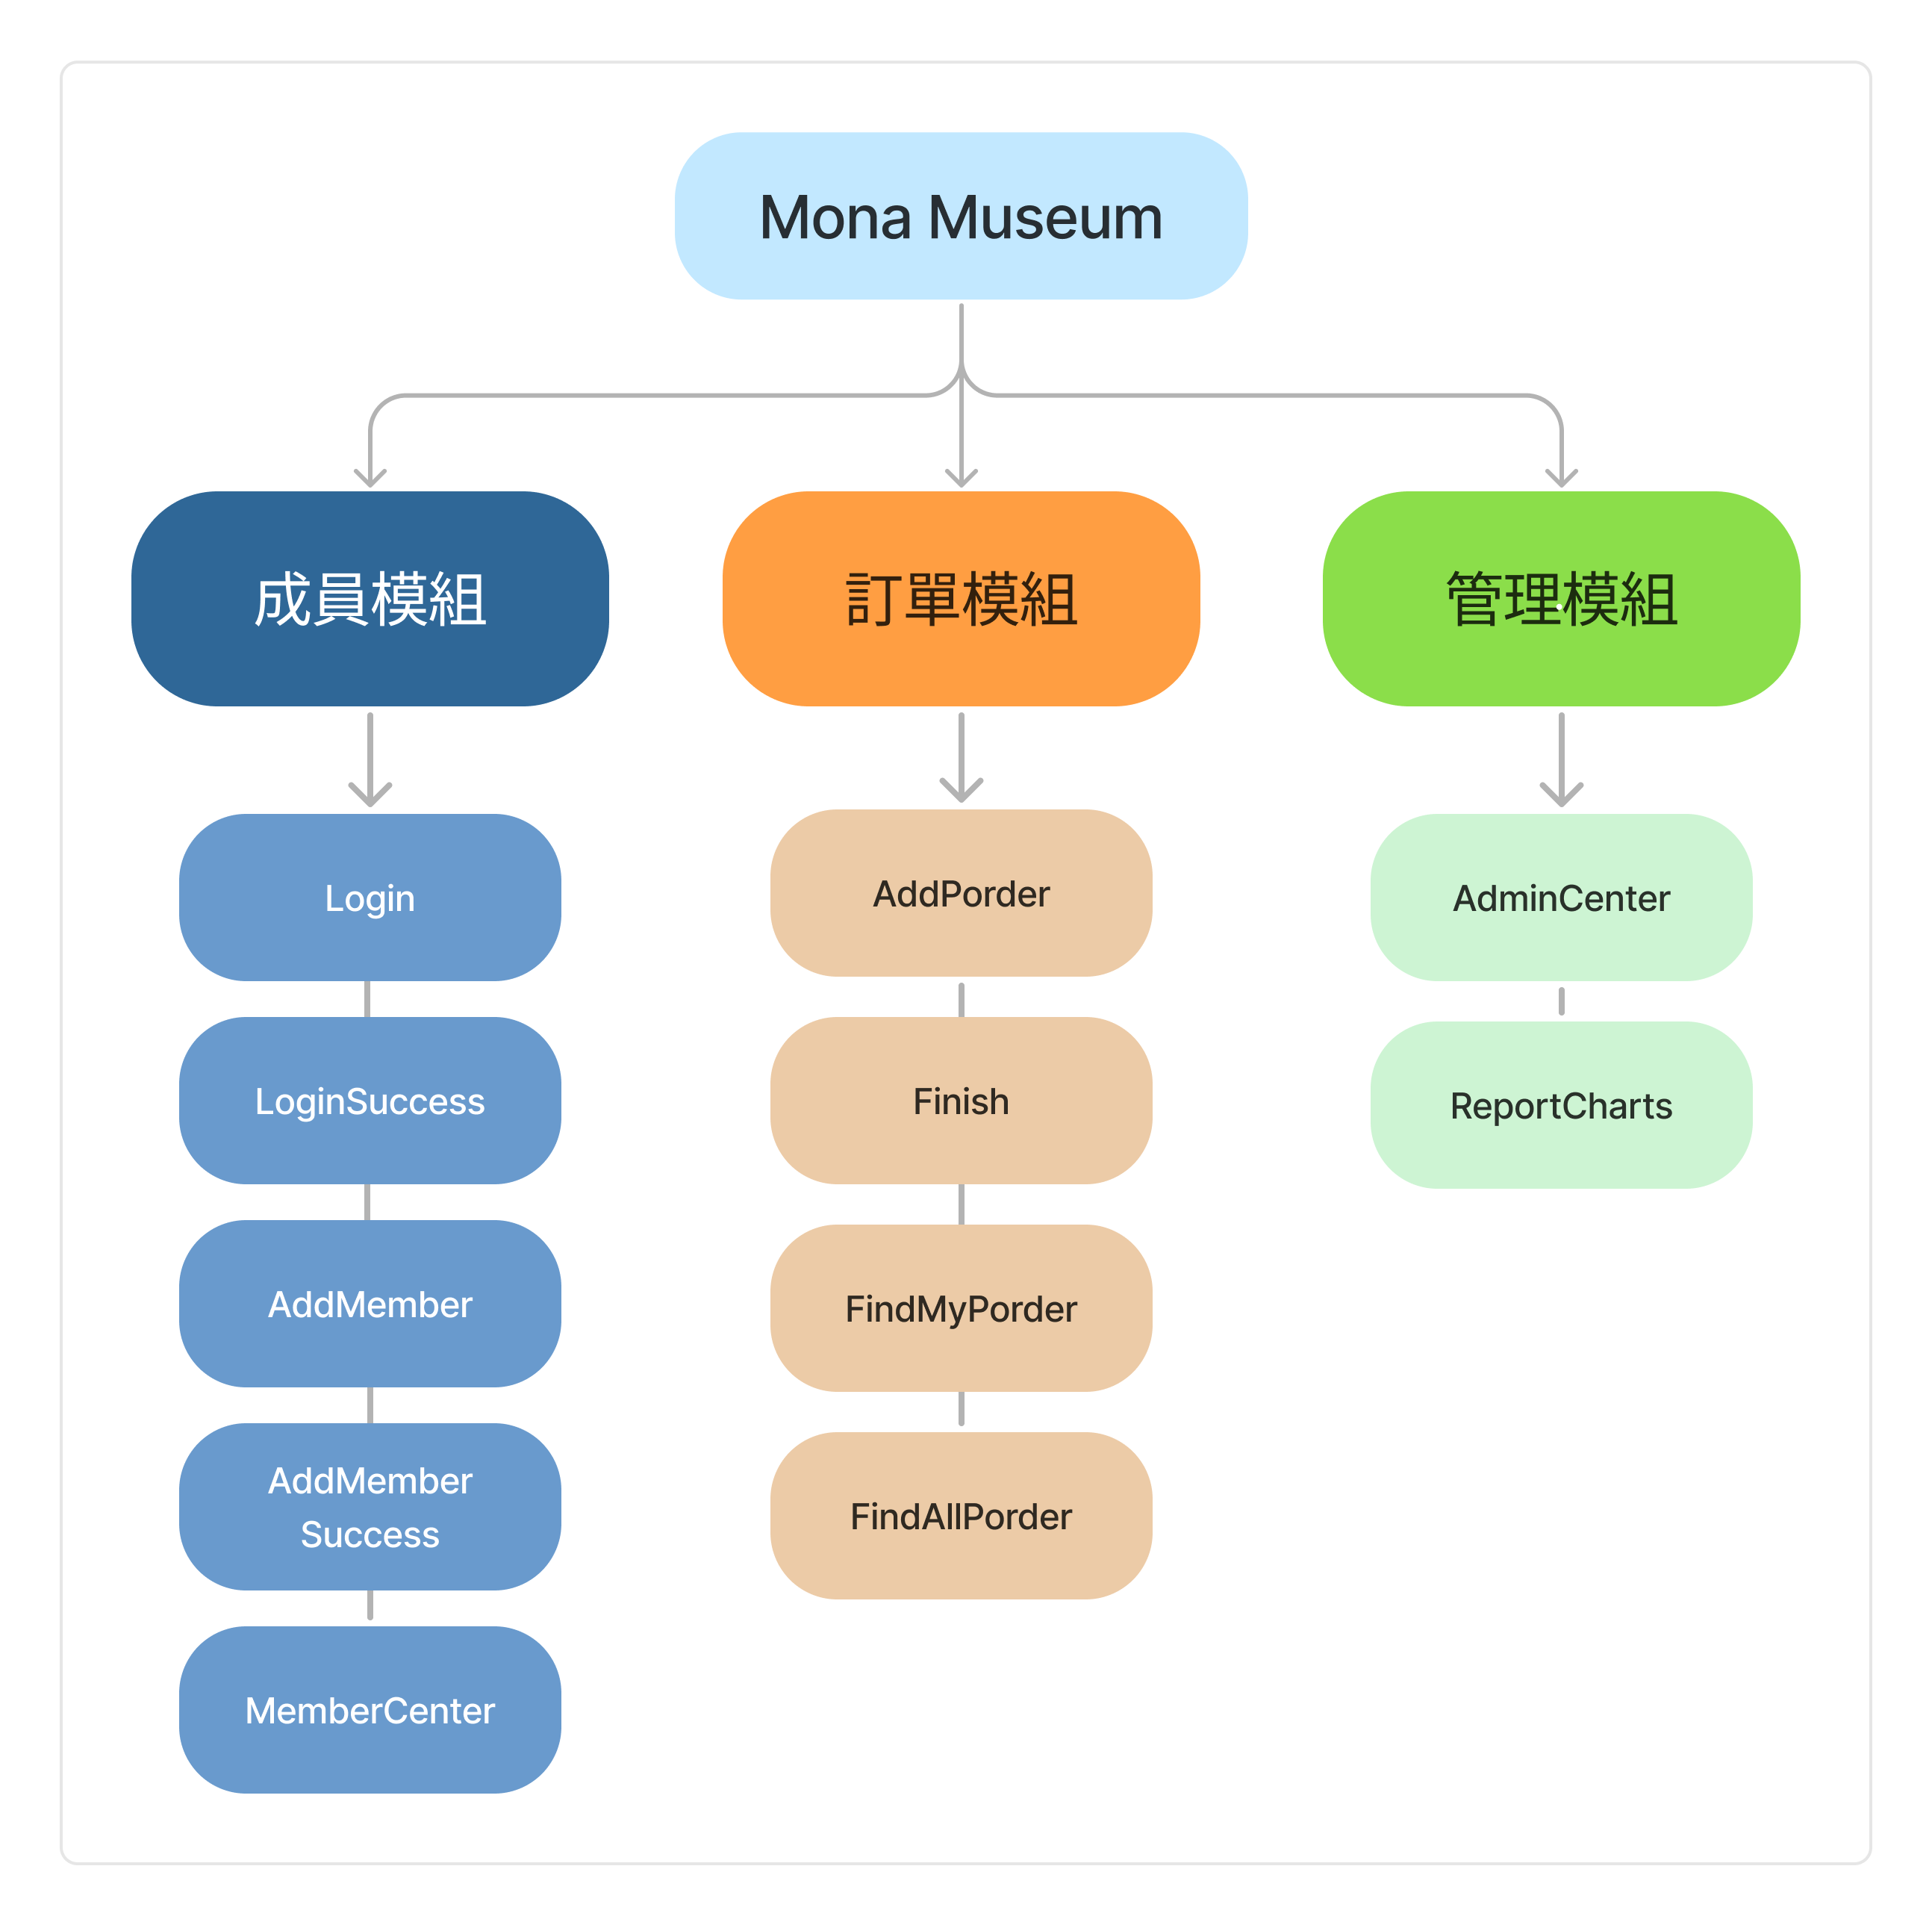 Mona Museum
成員模組
訂單模組
管理模組
Login
LoginSuccess
AddMember
AddMember
Success
MemberCenter
AddPorder
Finish
FindMyPorder
FindAllPorder
AdminCenter
ReportCharts